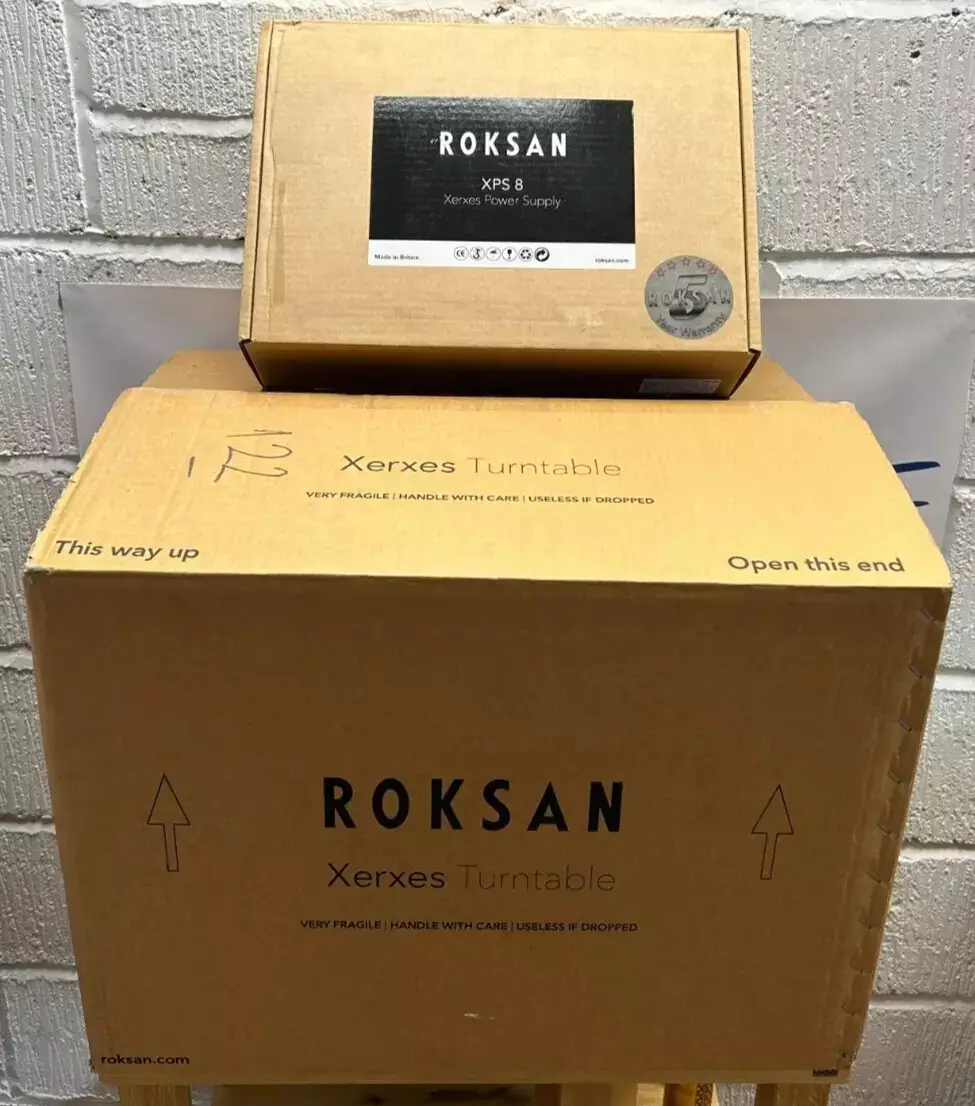 ROKSAN
XPS 8
Xerxes Power Supply
Made in Britain
roksan.com
ROKSAN
5
Year Warranty
Xerxes Turntable
VERY FRAGILE | HANDLE WITH CARE | USELESS IF DROPPED
This way up
Open this end
ROKSAN
Xerxes Turntable
VERY FRAGILE | HANDLE WITH CARE | USELESS IF DROPPED
roksan.com